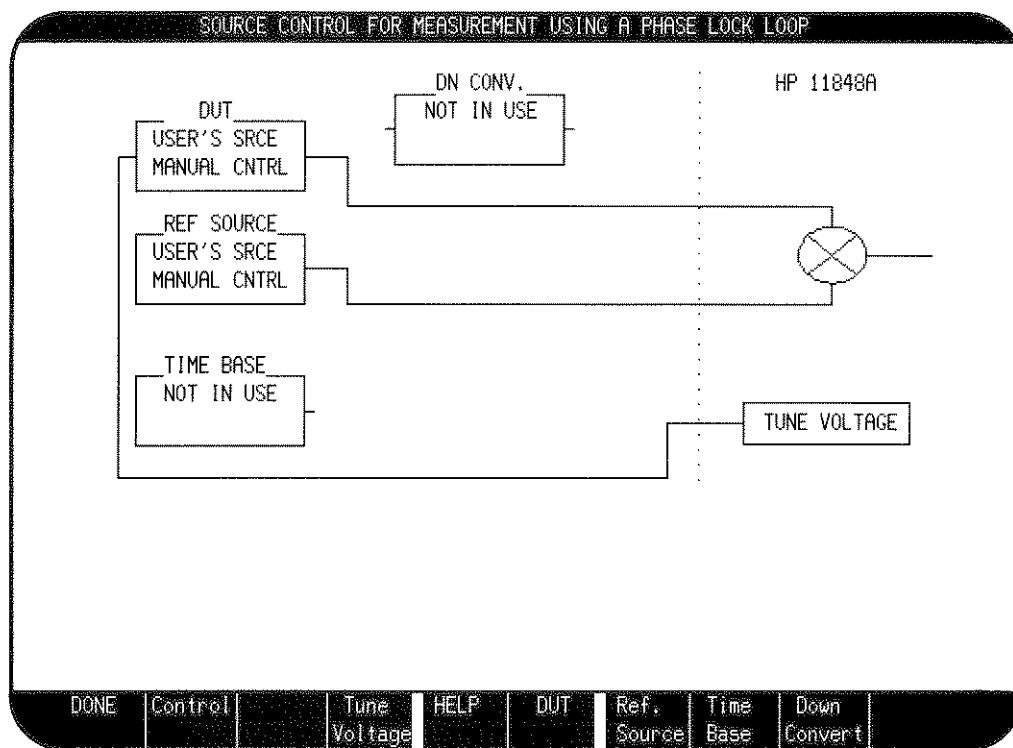 SOURCE CONTROL FOR MEASUREMENT USING A PHASE LOCK LOOP
DN CONV.
NOT IN USE
HP 11848A
DUT
USER'S SRCE
MANUAL CNTRL
REF SOURCE
USER'S SRCE
MANUAL CNTRL
TIME BASE
NOT IN USE
TUNE VOLTAGE
DONE
Control
Tune
Voltage
HELP
DUT
Ref.
Source
Time
Base
Down
Convert